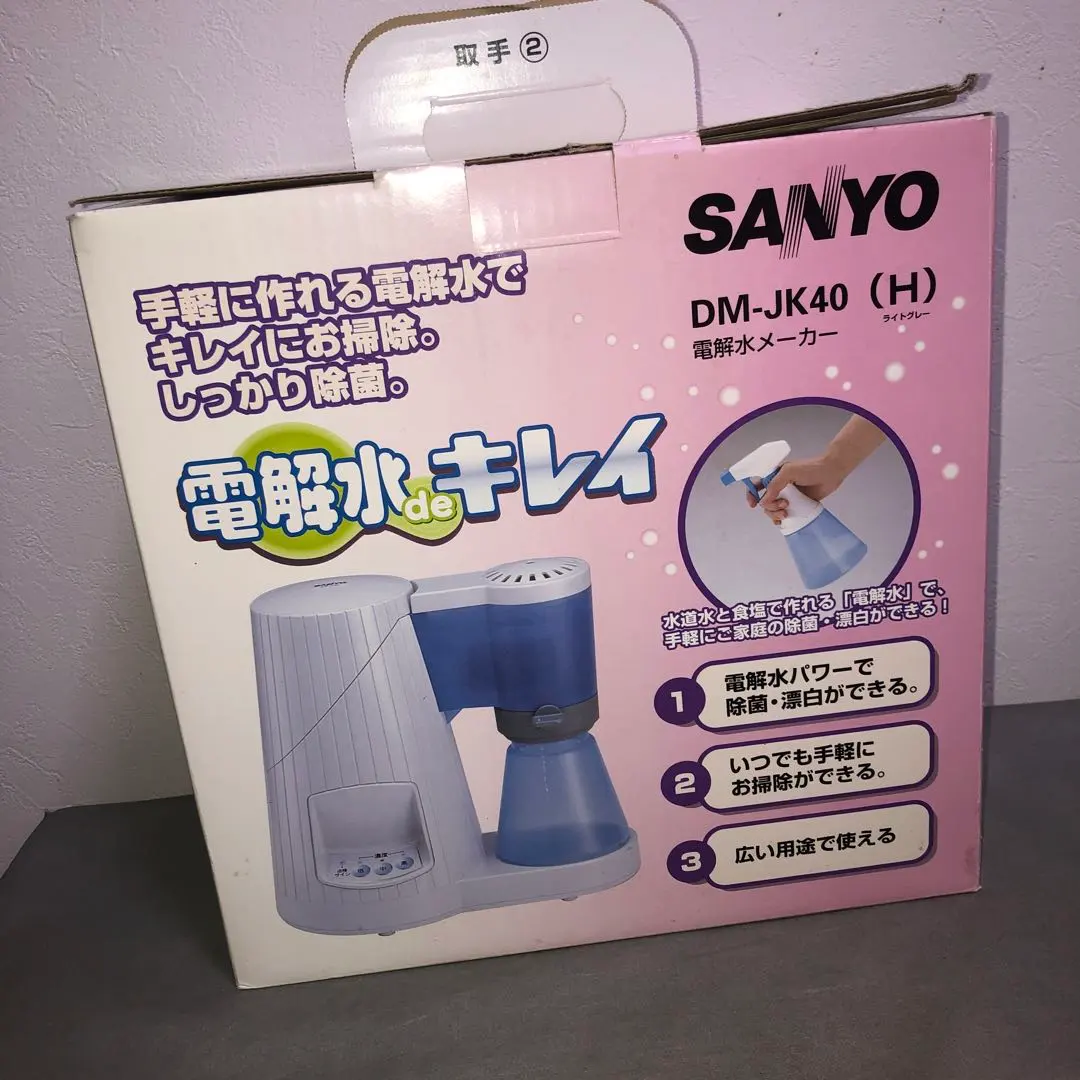 取手②
SANYO
DM-JK40（H）
ライトグレー
電解水メーカー
手軽に作れる電解水で
キレイにお掃除。
しっかり除菌。
電解水deキレイ
水道水と食塩で作れる「電解水」で、
手軽にご家庭の除菌・漂白ができる！
1 電解水パワーで
除菌・漂白ができる。
2 いつでも手軽に
お掃除ができる。
3 広い用途で使える
SANYO
濃度